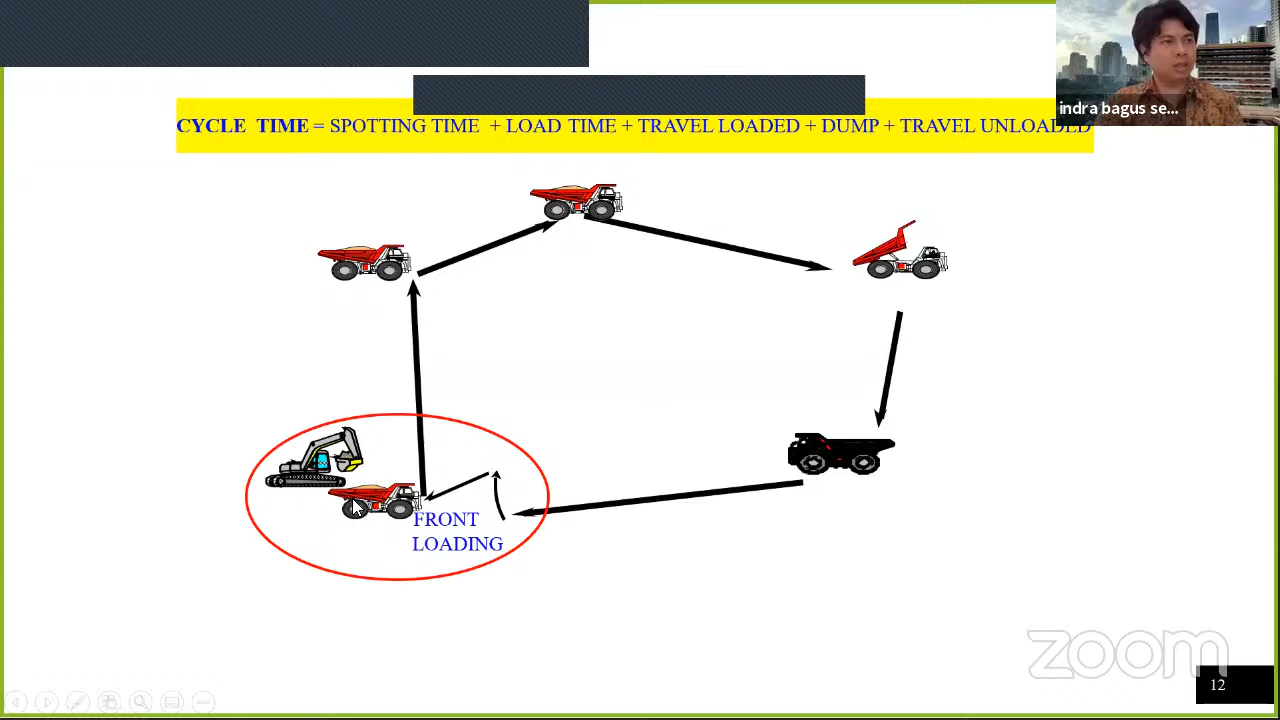 indra bagus se...
CYCLE TIME = SPOTTING TIME + LOAD TIME + TRAVEL LOADED + DUMP + TRAVEL UNLOADED
FRONT
LOADING
zoom
12